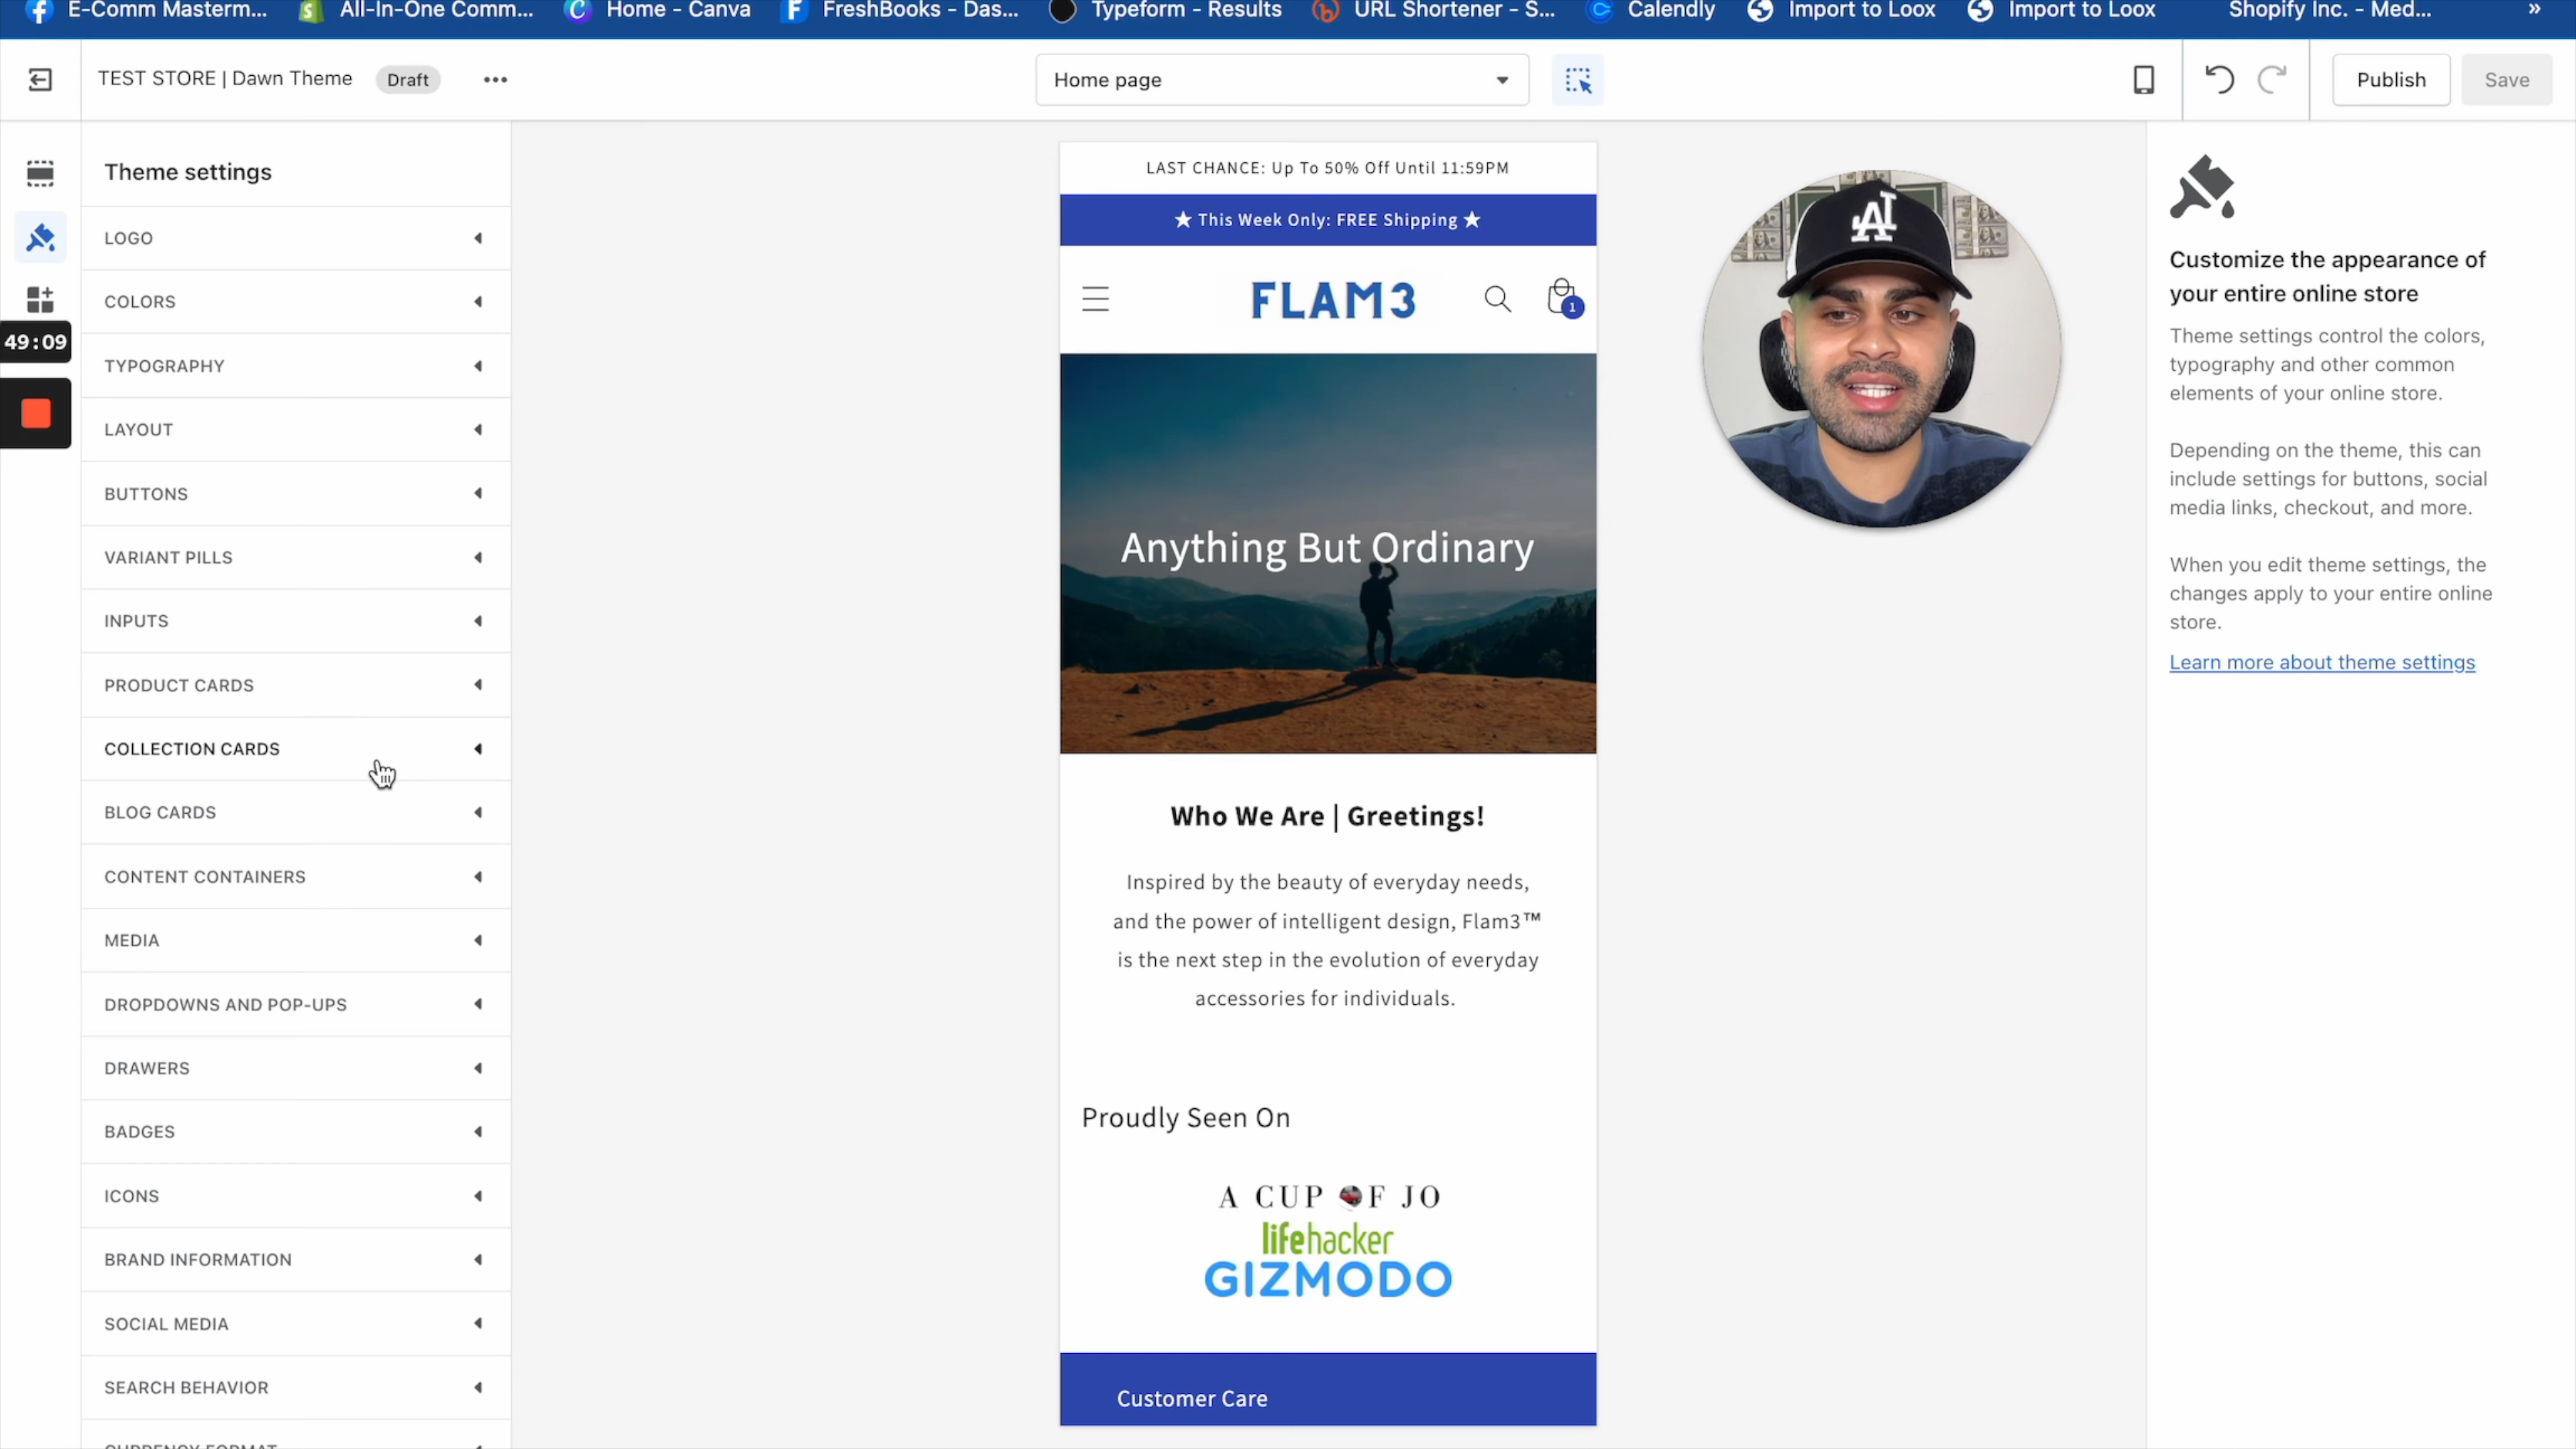 E-Comm Masterm...
All-In-One Comm...
Home - Canva
FreshBooks - Das...
Typeform - Results
URL Shortener - S...
Calendly
Import to Loox
Import to Loox
Shopify Inc. - Med...
»
TEST STORE | Dawn Theme
Draft
Home page
Publish
Save
Theme settings
LOGO
COLORS
49:09
TYPOGRAPHY
LAYOUT
BUTTONS
VARIANT PILLS
INPUTS
PRODUCT CARDS
COLLECTION CARDS
BLOG CARDS
CONTENT CONTAINERS
MEDIA
DROPDOWNS AND POP-UPS
DRAWERS
BADGES
ICONS
BRAND INFORMATION
SOCIAL MEDIA
SEARCH BEHAVIOR
CURRENCY FORMAT
LAST CHANCE: Up To 50% Off Until 11:59PM
★ This Week Only: FREE Shipping ★
FLAM3
1
Anything But Ordinary
Who We Are | Greetings!
Inspired by the beauty of everyday needs,
and the power of intelligent design, Flam3™
is the next step in the evolution of everyday
accessories for individuals.
Proudly Seen On
A CUP OF JO
lifehacker
GIZMODO
Customer Care
Customize the appearance of
your entire online store
Theme settings control the colors,
typography and other common
elements of your online store.
Depending on the theme, this can
include settings for buttons, social
media links, checkout, and more.
When you edit theme settings, the
changes apply to your entire online
store.
Learn more about theme settings